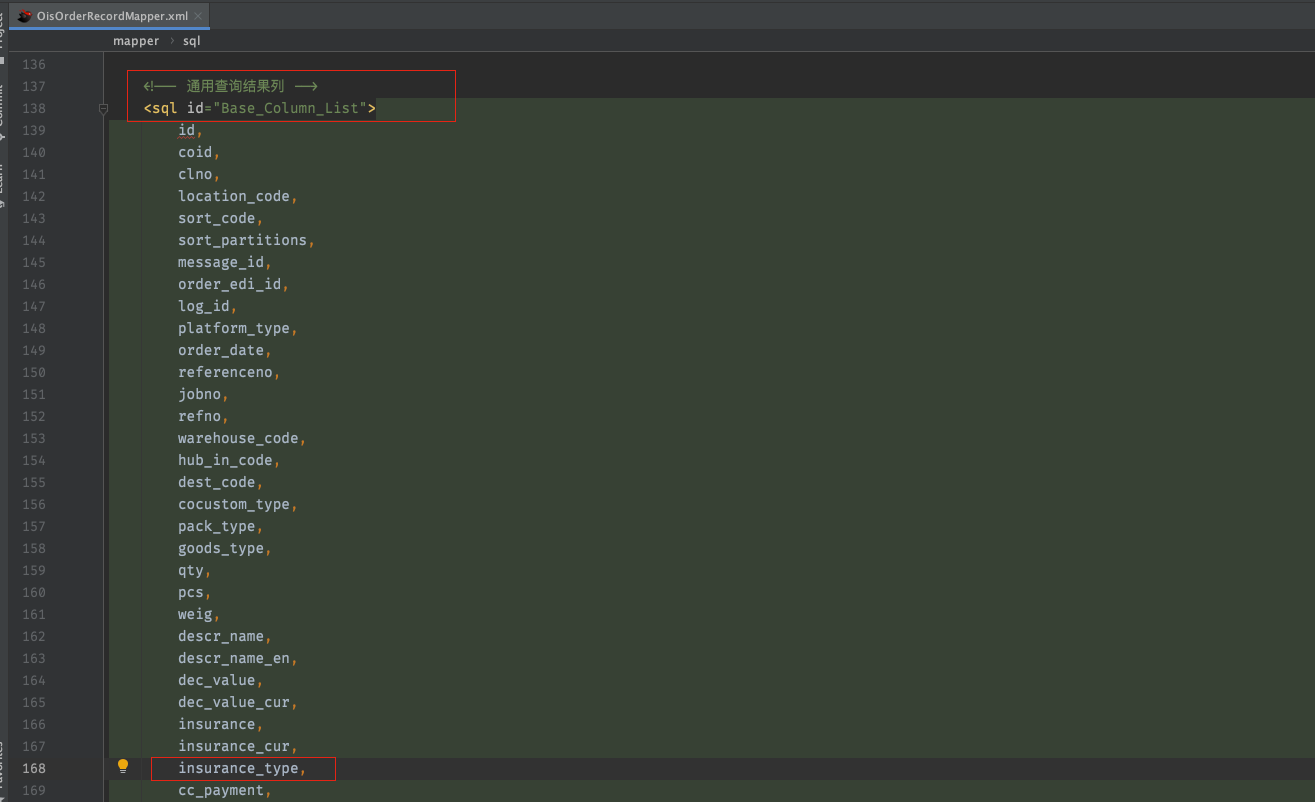 OisOrderRecordMapper.xml
mapper › sql
136
137 <!-- 通用查询结果列 -->
138 <sql id="Base_Column_List">
139 id,
140 coid,
141 clno,
142 location_code,
143 sort_code,
144 sort_partitions,
145 message_id,
146 order_edi_id,
147 log_id,
148 platform_type,
149 order_date,
150 referenceno,
151 jobno,
152 refno,
153 warehouse_code,
154 hub_in_code,
155 dest_code,
156 cocustom_type,
157 pack_type,
158 goods_type,
159 qty,
160 pcs,
161 weig,
162 descr_name,
163 descr_name_en,
164 dec_value,
165 dec_value_cur,
166 insurance,
167 insurance_cur,
168 insurance_type,
169 cc_payment,